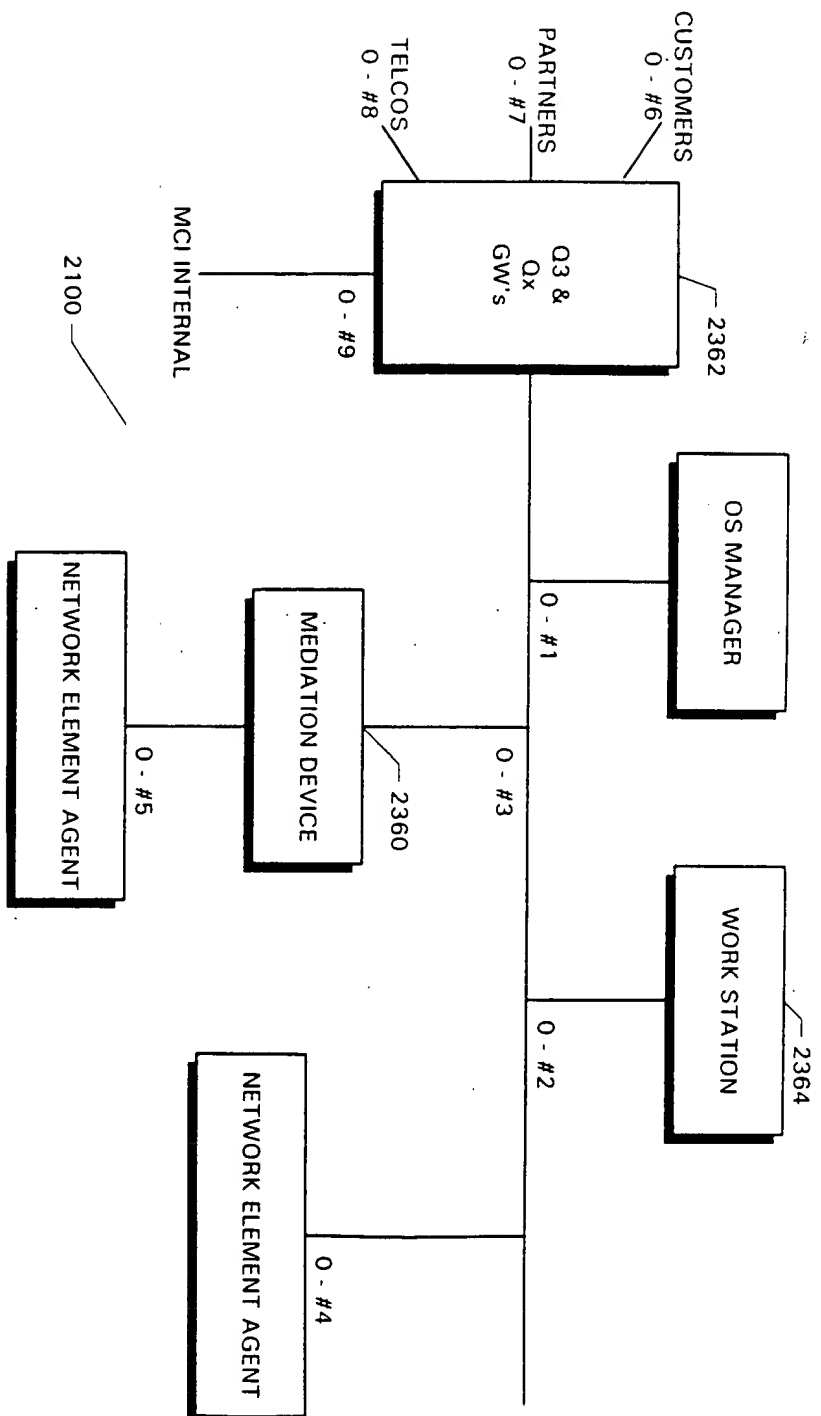 CUSTOMERS
0 - #6
PARTNERS
0 - #7
TELCOS
0 - #8
Q3 &
Qx
GW's
2362
0 - #9
MCI INTERNAL
2100
OS MANAGER
0 - #1
WORK STATION
2364
0 - #2
0 - #3
MEDIATION DEVICE
2360
0 - #5
NETWORK ELEMENT AGENT
0 - #4
NETWORK ELEMENT AGENT